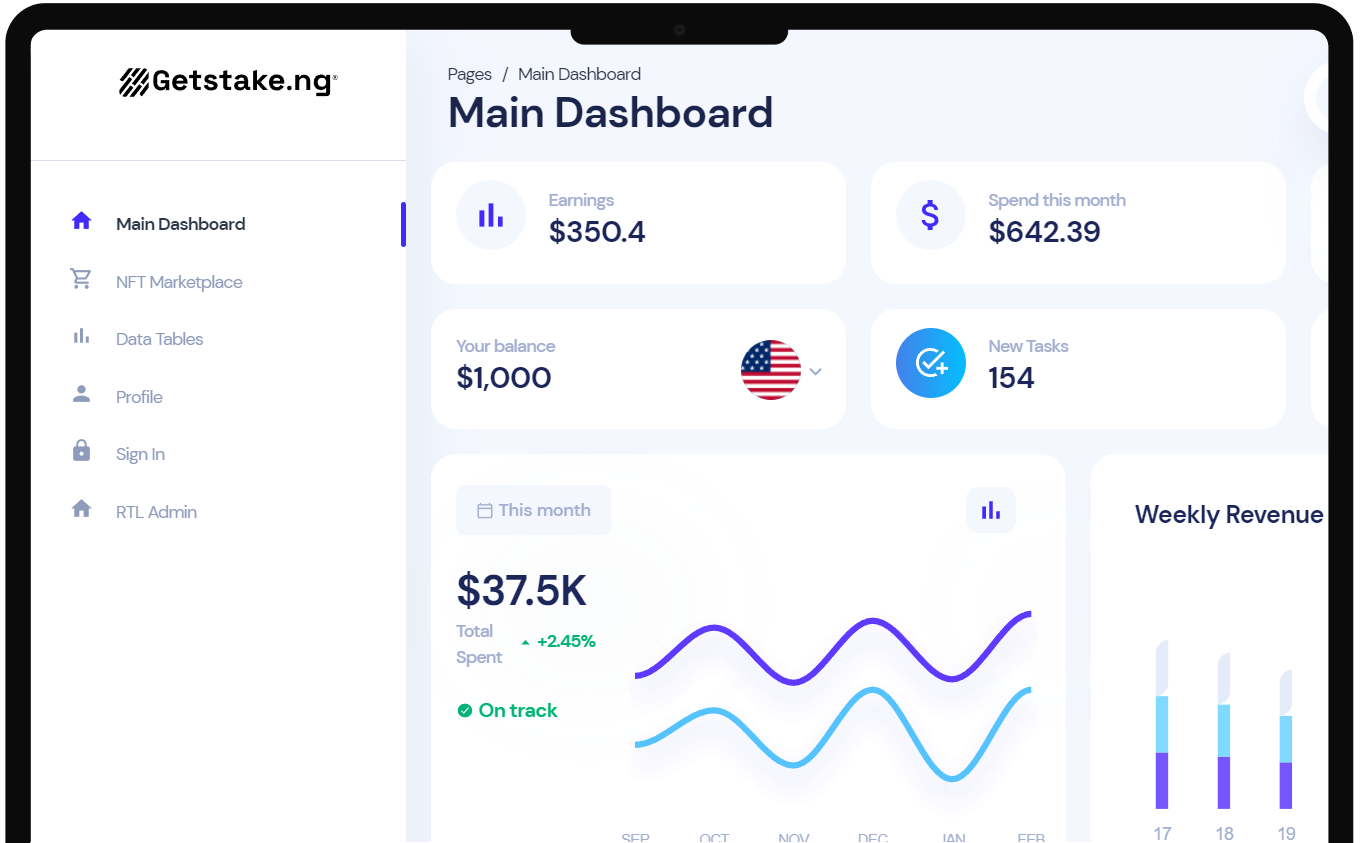 Getstake.ng®
Pages / Main Dashboard
Main Dashboard
Main Dashboard
NFT Marketplace
Data Tables
Profile
Sign In
RTL Admin
Earnings
$350.4
Spend this month
$642.39
Your balance
$1,000
New Tasks
154
This month
$37.5K
Total
Spent
+2.45%
On track
SEP OCT NOV DEC JAN FEB
Weekly Revenue
17 18 19